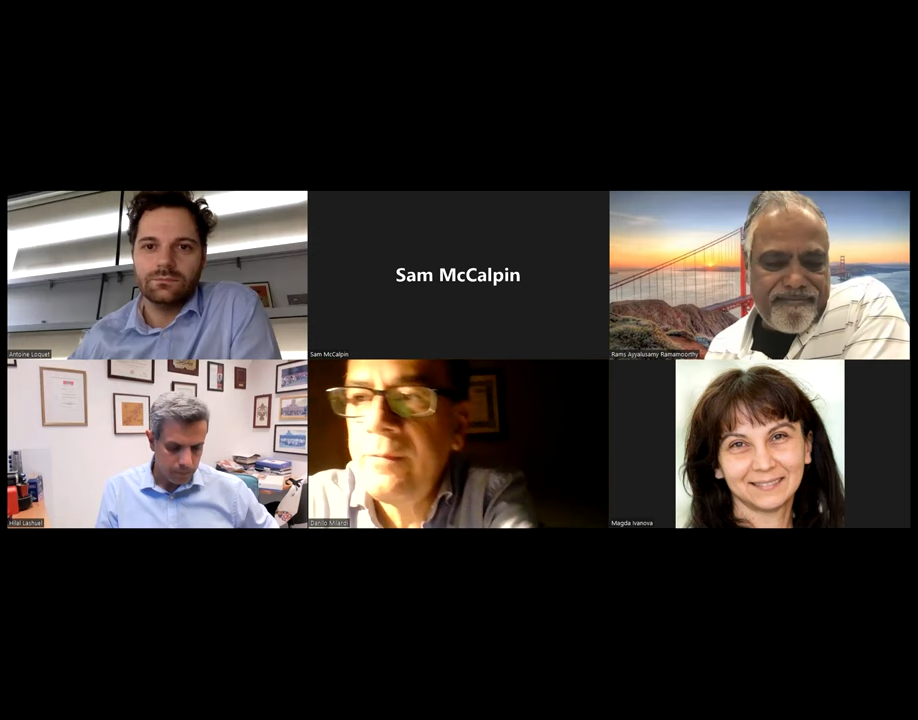 Antoine Loquet
Sam McCalpin
Sam McCalpin
Rams Ayyalusamy Ramamoorthy
Hilal Lashuel
Danilo Milardi
Magda Ivanova